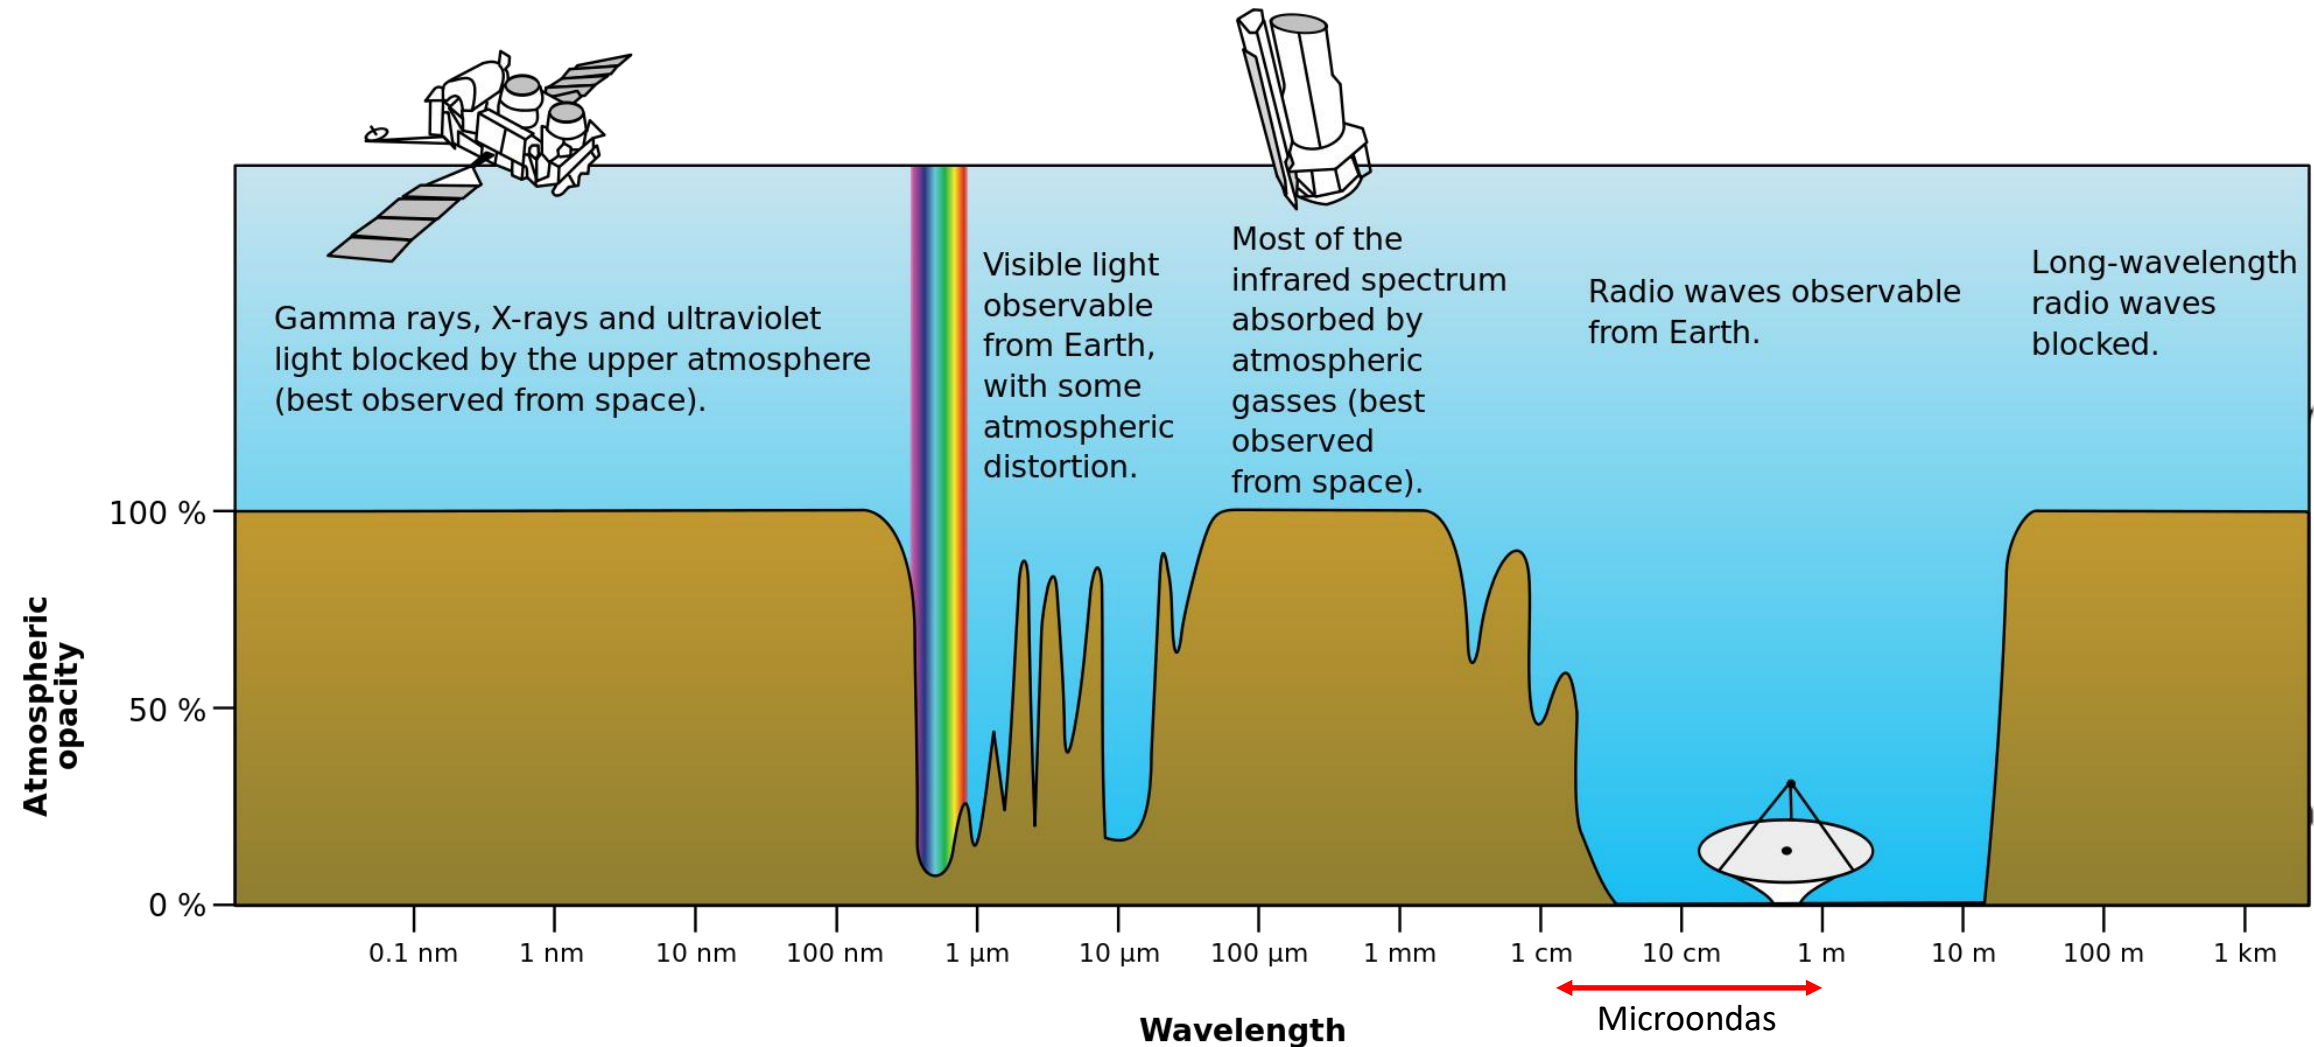 Gamma rays, X-rays and ultraviolet
light blocked by the upper atmosphere
(best observed from space).
Visible light
observable
from Earth,
with some
atmospheric
distortion.
Most of the
infrared spectrum
absorbed by
atmospheric
gasses (best
observed
from space).
Radio waves observable
from Earth.
Long-wavelength
radio waves
blocked.
Atmospheric
opacity
100 %
50 %
0 %
0.1 nm
1 nm
10 nm
100 nm
1 μm
10 μm
100 μm
1 mm
1 cm
10 cm
1 m
10 m
100 m
1 km
Wavelength
Microondas